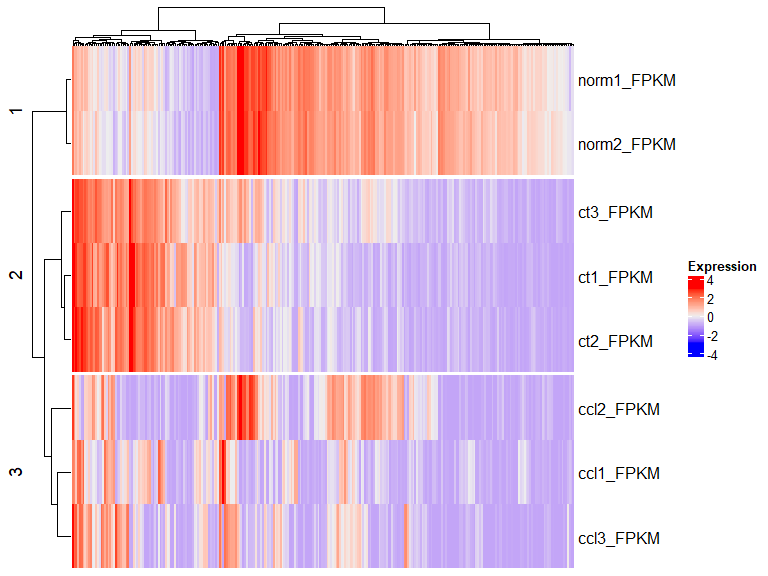 1
norm1_FPKM
norm2_FPKM
2
ct3_FPKM
ct1_FPKM
ct2_FPKM
3
ccl2_FPKM
ccl1_FPKM
ccl3_FPKM
Expression
4
2
0
-2
-4